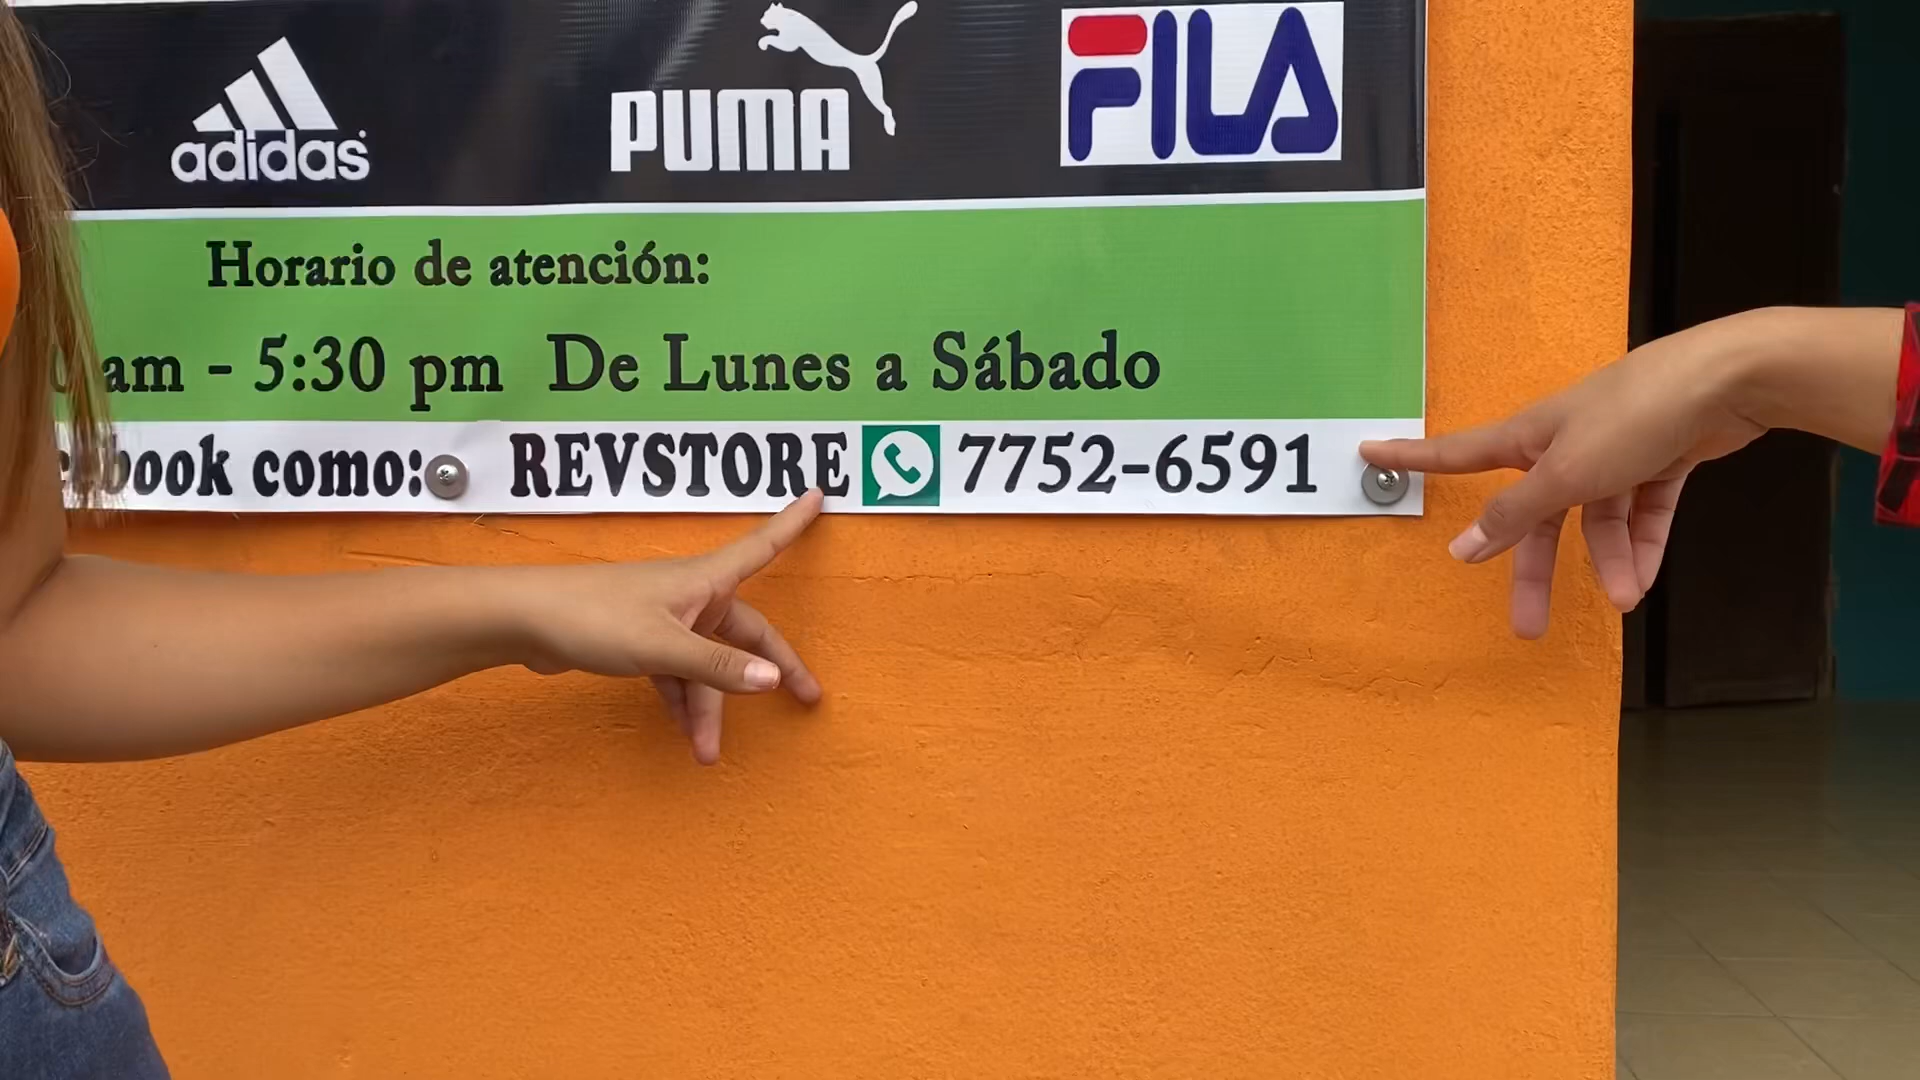 adidas PUMA FILA
Horario de atención:
am - 5:30 pm De Lunes a Sábado
book como: REVSTORE 7752-6591